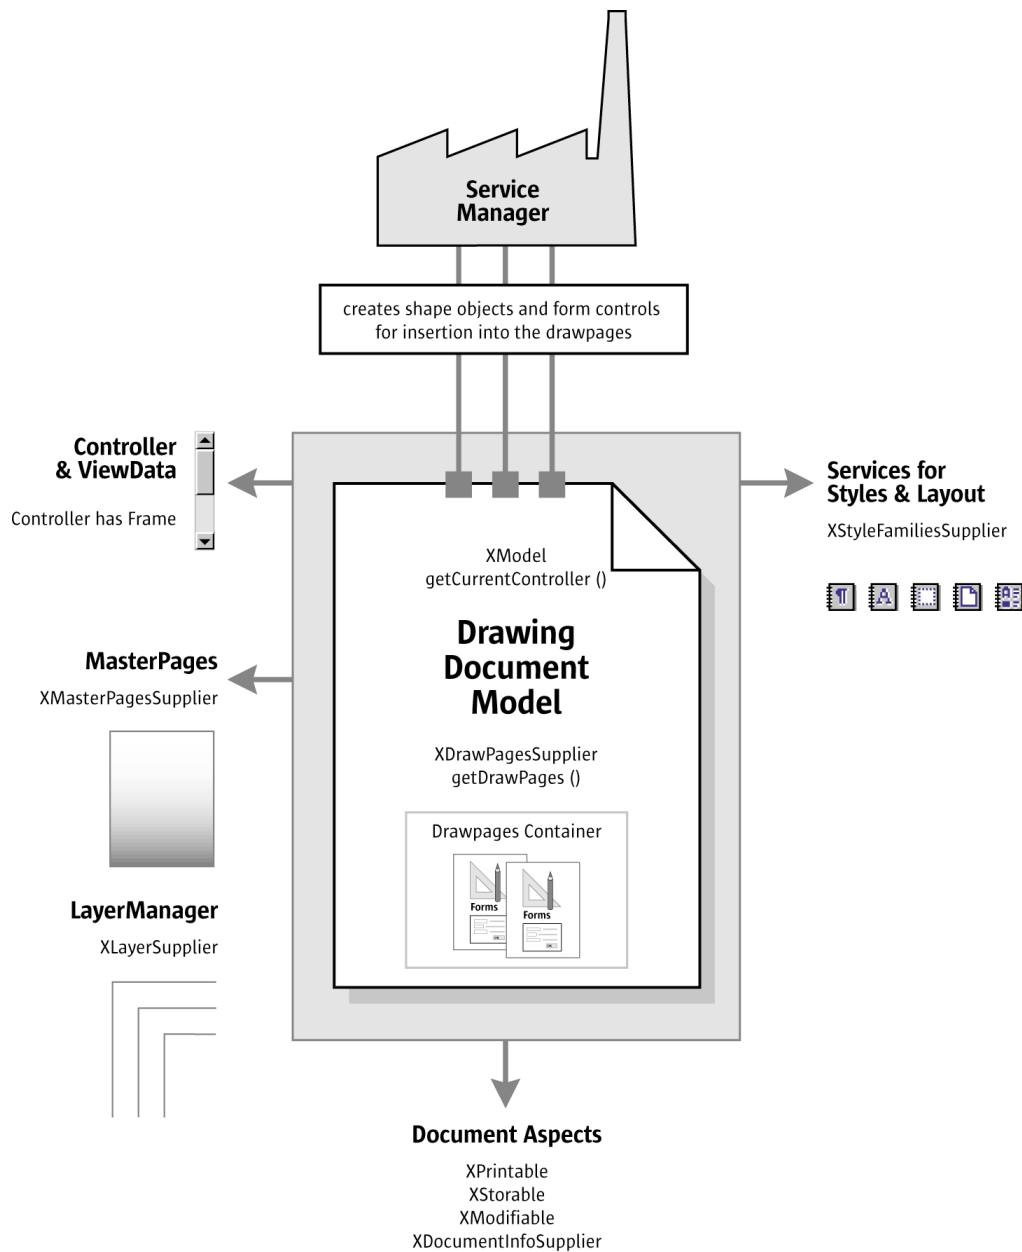 Service
Manager
creates shape objects and form controls
for insertion into the drawpages
Controller
& ViewData
Controller has Frame
Services for
Styles & Layout
XStyleFamiliesSupplier
XModel
getCurrentController ()
Drawing
Document
Model
MasterPages
XMasterPagesSupplier
XDrawPagesSupplier
getDrawPages ()
Drawpages Container
Forms
Forms
OK
OK
LayerManager
XLayerSupplier
Document Aspects
XPrintable
XStorable
XModifiable
XDocumentInfoSupplier